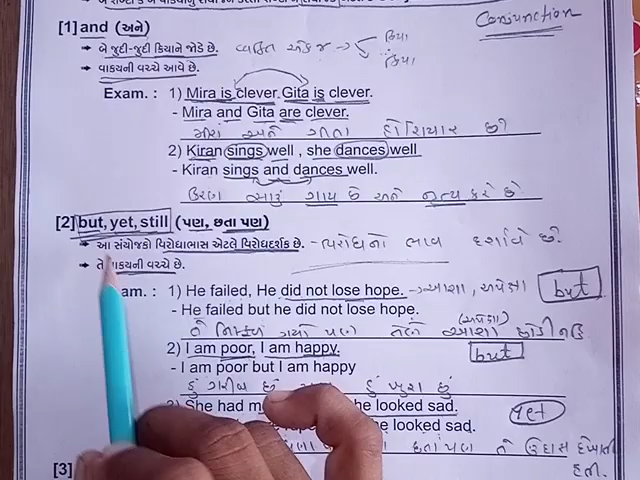 Conjunction
[1] and (અને)
→ બે જુદી-જુદી ક્રિયાને જોડે છે. વ્યક્તિ એક જ → ક્રિયા
ક્રિયા
→ વાક્યની વચ્ચે આવે છે.
Exam. : 1) Mira is clever. Gita is clever.
- Mira and Gita are clever.
મીરાં અને ગીતા હોશિયાર છે
2) Kiran sings well , she dances well
- Kiran sings and dances well.
કિરણ સારું ગાય છે અને નૃત્ય કરે છે
[2] but, yet, still (પણ, છતા પણ)
→ આ સંયોજકો વિરોધાભાસ એટલે વિરોધદર્શક છે. - વિરોધનો ભાવ દર્શાવે છે.
→ તે વાક્યની વચ્ચે છે.
am. : 1) He failed, He did not lose hope. → આશા, અપેક્ષા but
- He failed but he did not hope.
(અપેક્ષા)
તે નિષ્ફળ ગયો પણ તેણે આશા છોડી નહિ
2) I am poor, I am happy. but
- I am poor but I am happy
હું ગરીબ છું હું ખુશ છું
3) She had m he looked sad. yet
he looked sad.
છતાં પણ તે ઉદાસ દેખાતી
હતી.
[3]